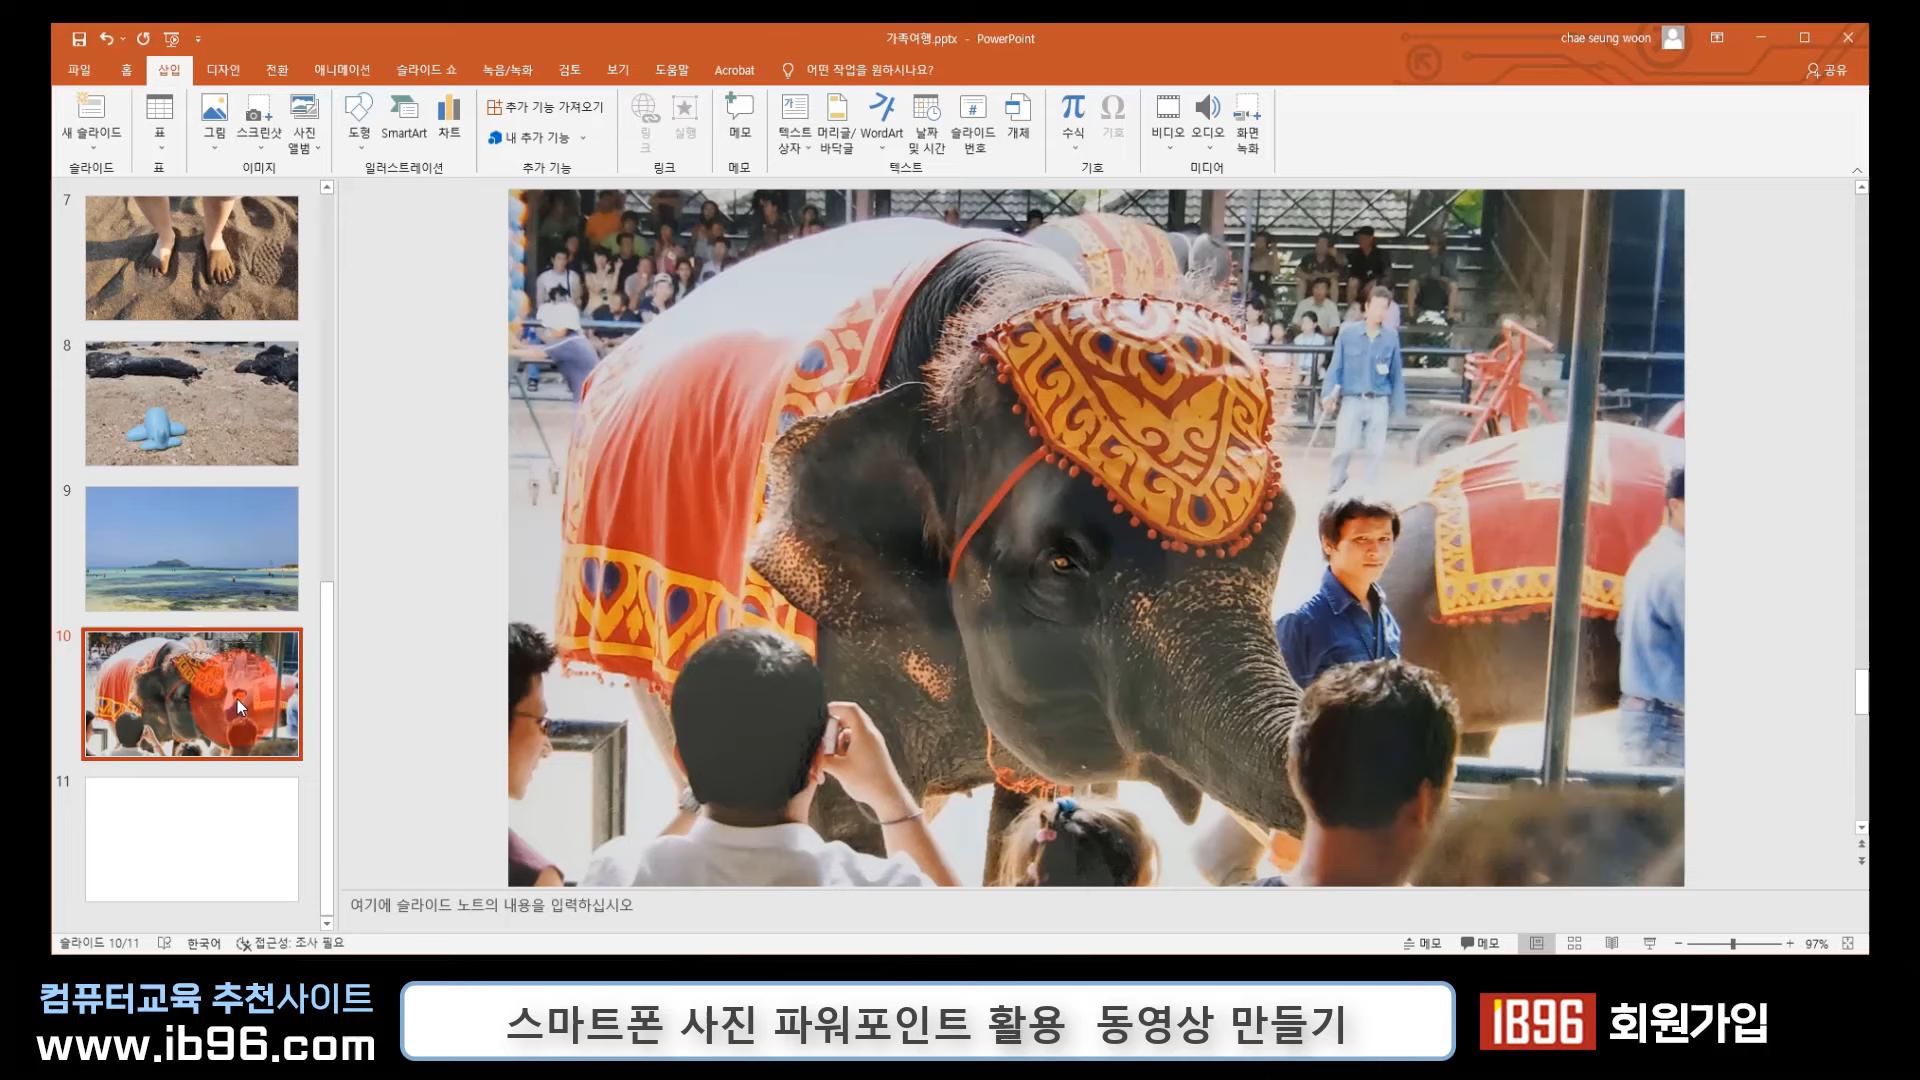 가족여행.pptx - PowerPoint
chae seung woon
파일 홈 삽입 디자인 전환 애니메이션 슬라이드 쇼 녹음/녹화 검토 보기 도움말 Acrobat 어떤 작업을 원하시나요? 공유
새 슬라이드
슬라이드
표
표
그림
스크린샷
사진
앨범
이미지
도형
SmartArt
차트
일러스트레이션
추가 기능 가져오기
내 추가 기능
추가 기능
링
크
실행
링크
메모
메모
텍스트
상자
머리글/
바닥글
WordArt
날짜
및 시간
슬라이드
번호
개체
텍스트
수식
기호
기호
비디오
오디오
화면
녹화
미디어
7
8
9
10
11
여기에 슬라이드 노트의 내용을 입력하십시오
슬라이드 10/11 한국어 접근성: 조사 필요 메모 메모 97%
컴퓨터교육 추천사이트
www.ib96.com
스마트폰 사진 파워포인트 활용 동영상 만들기
IB96 회원가입